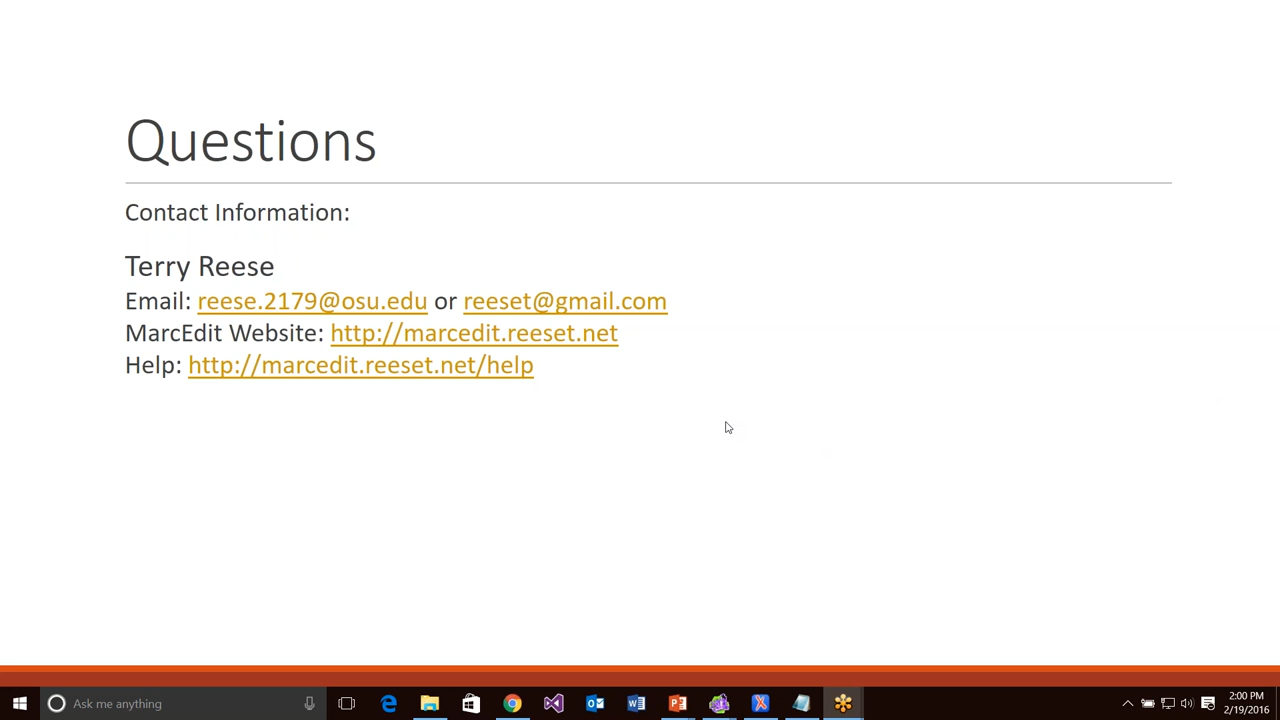 Questions
Contact Information:
Terry Reese
Email: reese.2179@osu.edu or reeset@gmail.com
MarcEdit Website: http://marcedit.reeset.net
Help: http://marcedit.reeset.net/help
Ask me anything
2:00 PM
2/19/2016